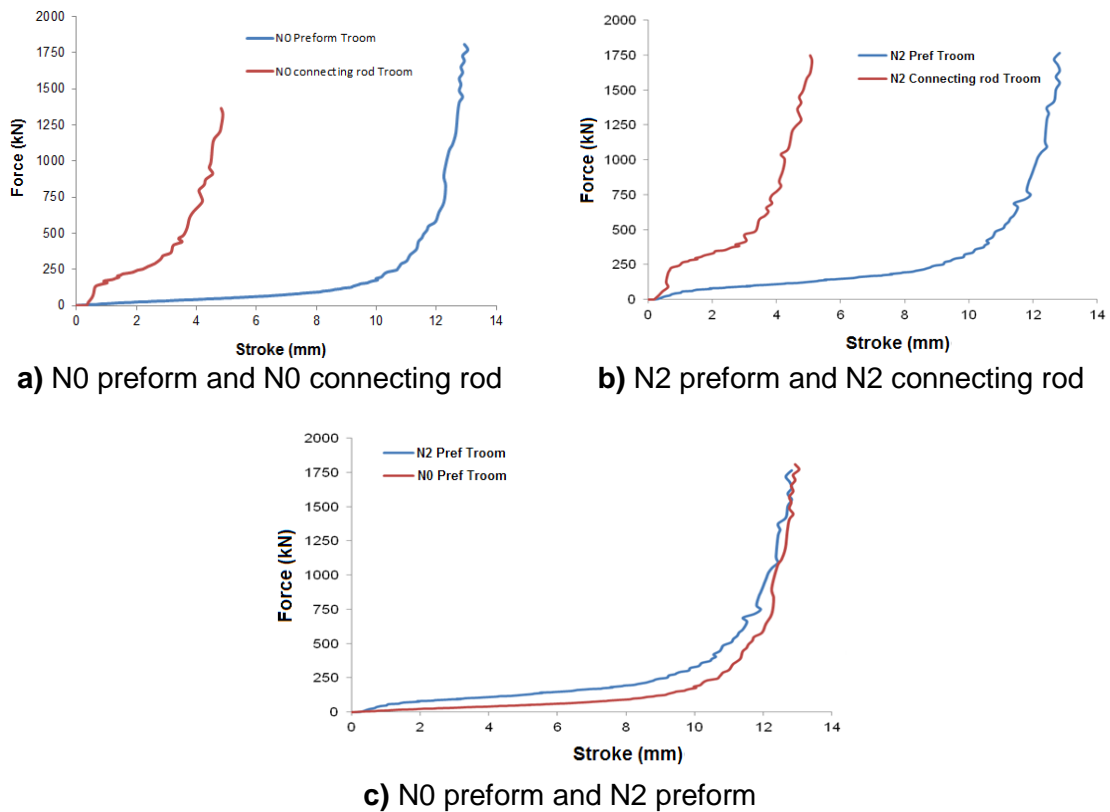 2000
1750
1500
1250
1000
750
500
250
0
Force (kN)
N0 Preform Troom
N0 connecting rod Troom
0 2 4 6 8 10 12 14
Stroke (mm)
a) N0 preform and N0 connecting rod
2000
1750
1500
1250
1000
750
500
250
0
Force (kN)
N2 Pref Troom
N2 Connecting rod Troom
0 2 4 6 8 10 12 14
Stroke (mm)
b) N2 preform and N2 connecting rod
2000
1750
1500
1250
1000
750
500
250
0
Force (kN)
N2 Pref Troom
N0 Pref Troom
0 2 4 6 8 10 12 14
Stroke (mm)
c) N0 preform and N2 preform